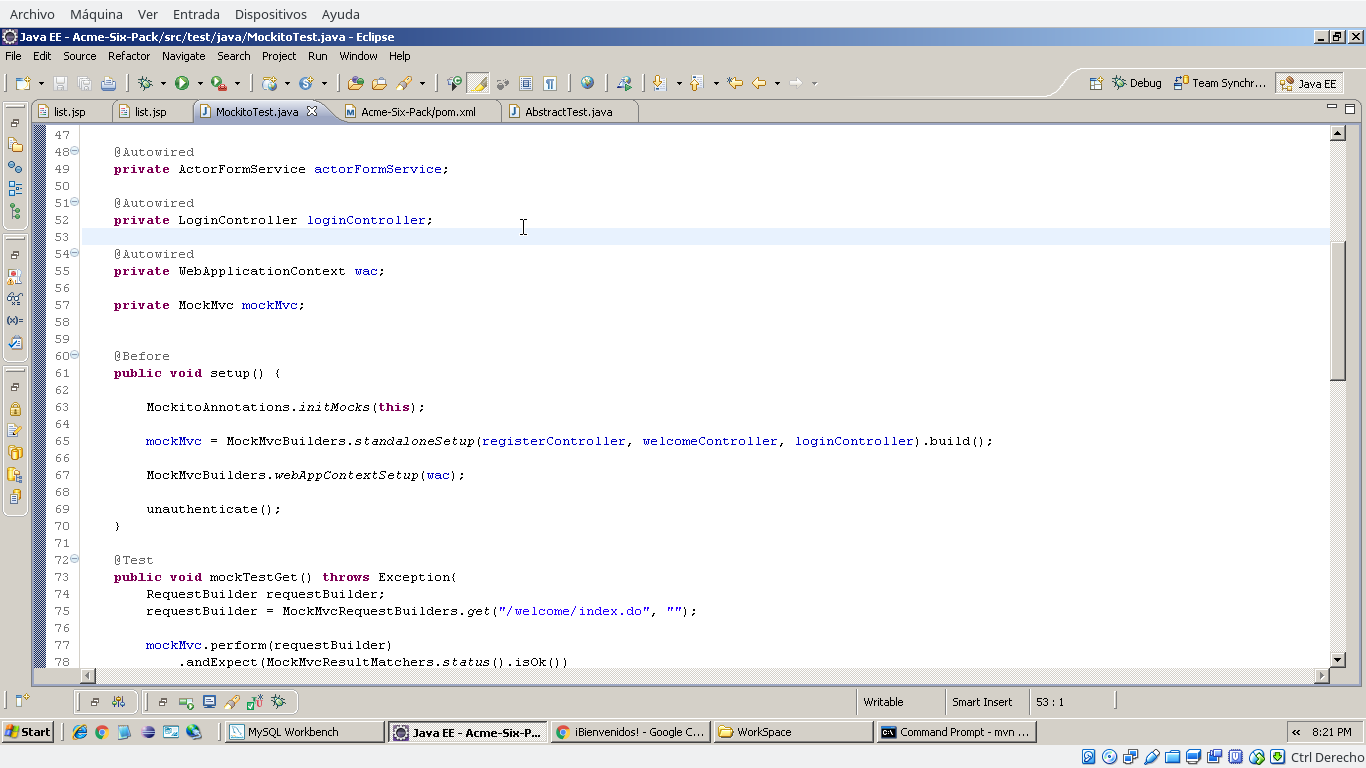 Archivo Máquina Ver Entrada Dispositivos Ayuda
Java EE - Acme-Six-Pack/src/test/java/MockitoTest.java - Eclipse
File Edit Source Refactor Navigate Search Project Run Window Help
Debug Team Synchr... Java EE
list.jsp list.jsp MockitoTest.java Acme-Six-Pack/pom.xml AbstractTest.java
47
48 @Autowired
49 private ActorFormService actorFormService;
50
51 @Autowired
52 private LoginController loginController;
53
54 @Autowired
55 private WebApplicationContext wac;
56
57 private MockMvc mockMvc;
58
59
60 @Before
61 public void setup() {
62
63 MockitoAnnotations.initMocks(this);
64
65 mockMvc = MockMvcBuilders.standaloneSetup(registerController, welcomeController, loginController).build();
66
67 MockMvcBuilders.webAppContextSetup(wac);
68
69 unauthenticate();
70 }
71
72 @Test
73 public void mockTestGet() throws Exception{
74 RequestBuilder requestBuilder;
75 requestBuilder = MockMvcRequestBuilders.get("/welcome/index.do", "");
76
77 mockMvc.perform(requestBuilder)
78 .andExpect(MockMvcResultMatchers.status().isOk())
Writable Smart Insert 53 : 1
Start MySQL Workbench Java EE - Acme-Six-P... ¡Bienvenidos! - Google C... WorkSpace Command Prompt - mvn ... « 8:21 PM
Ctrl Derecho